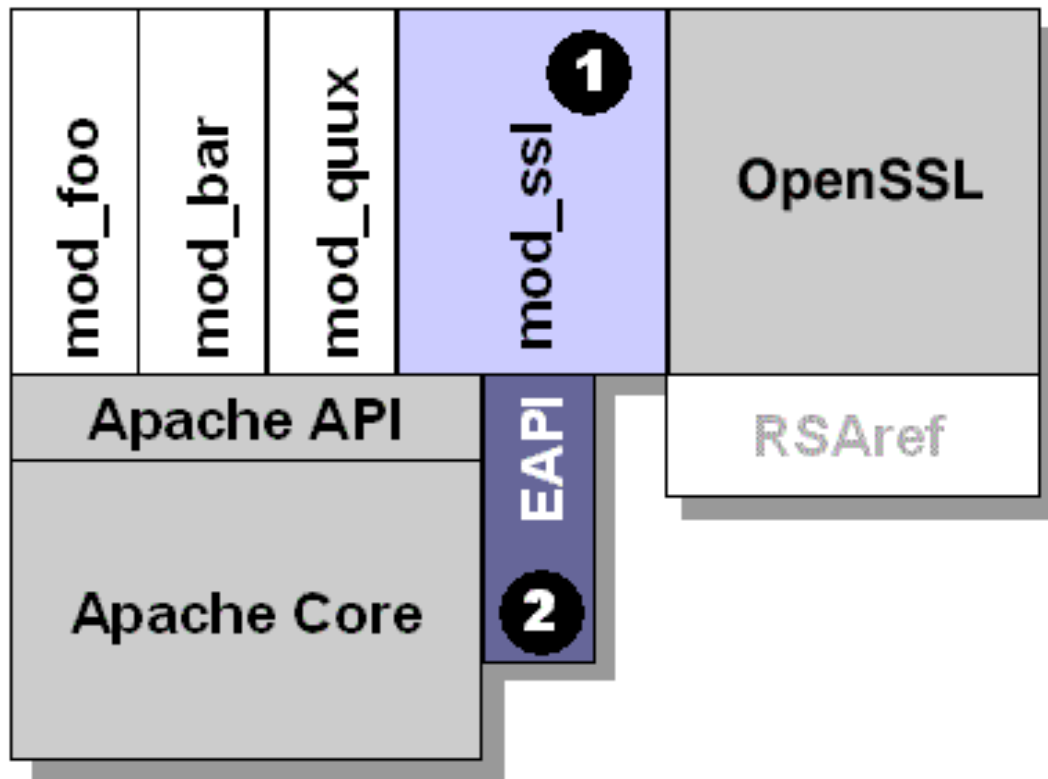 mod_foo
mod_bar
mod_quux
mod_ssl
1
OpenSSL
Apache API
EAPI
RSAref
Apache Core
2